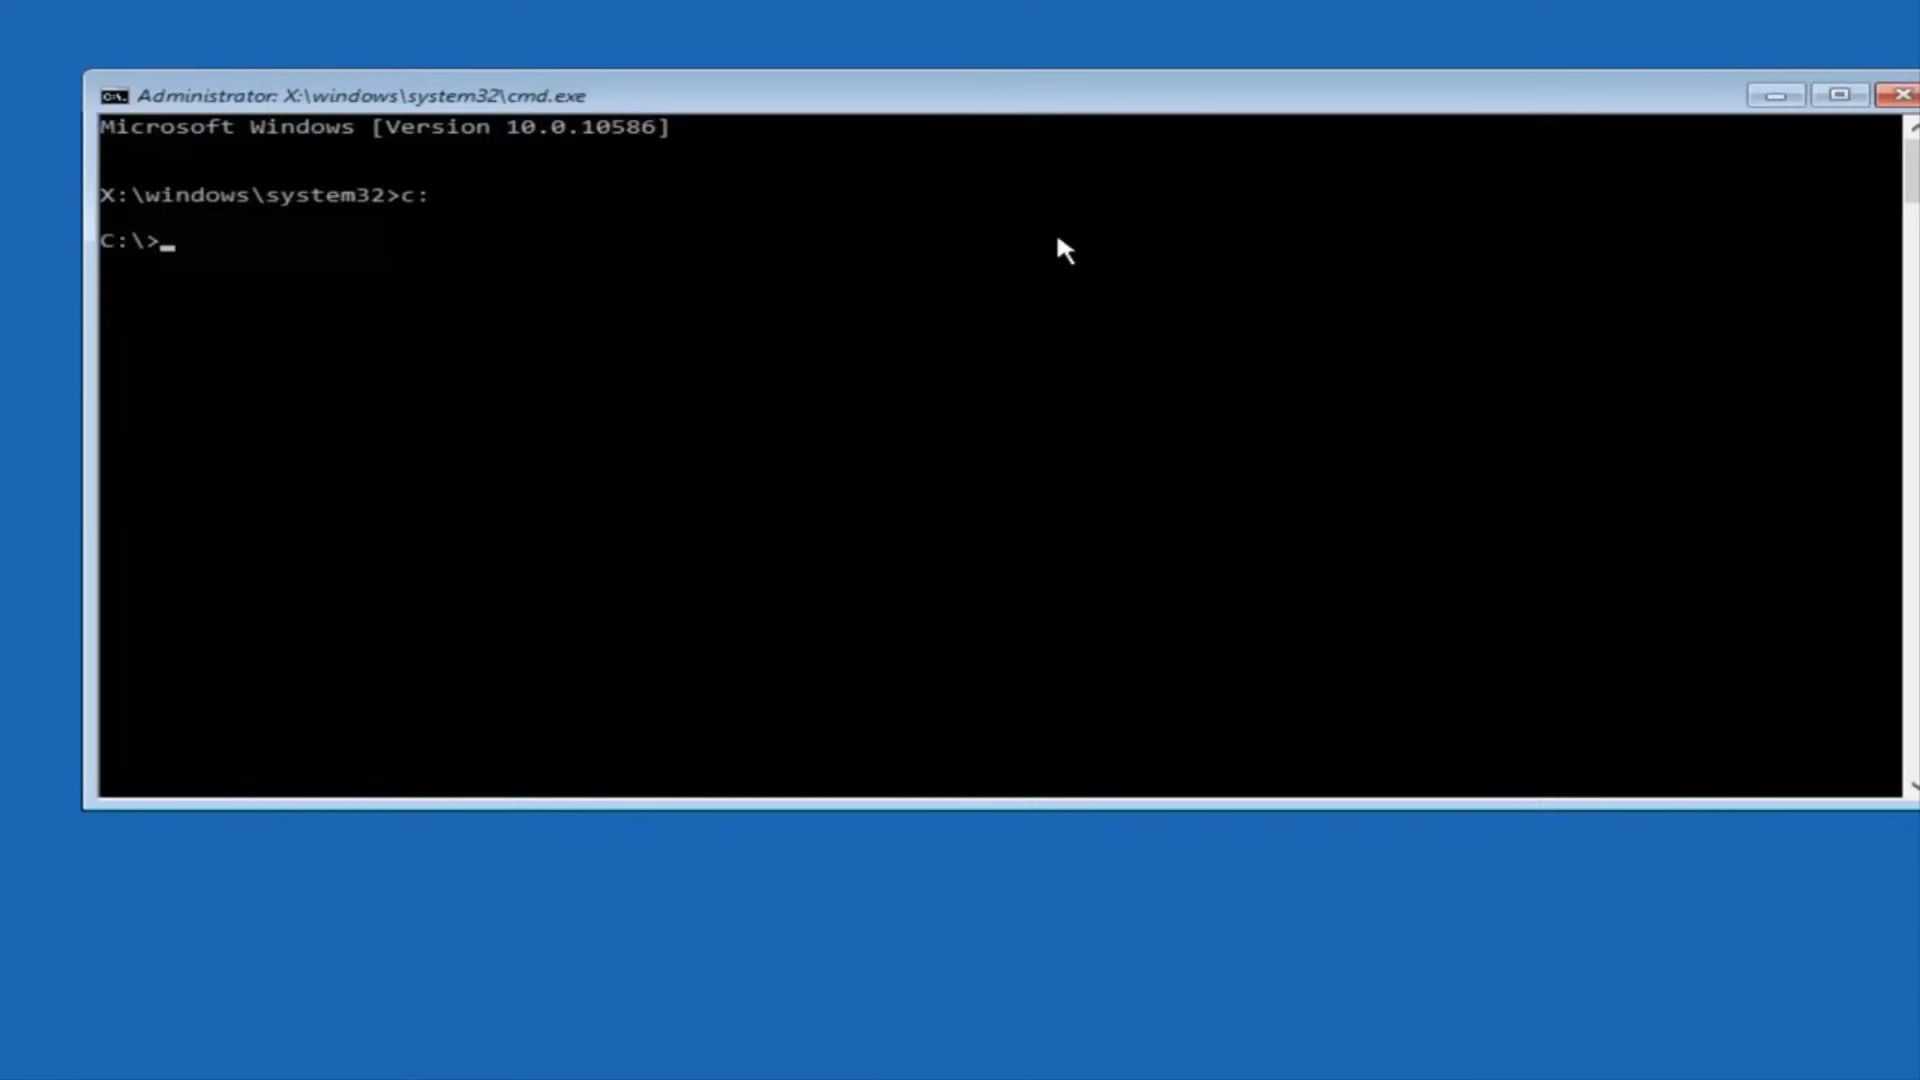 Administrator: X:\windows\system32\cmd.exe
Microsoft Windows [Version 10.0.10586]
X:\windows\system32>c:
C:\>_